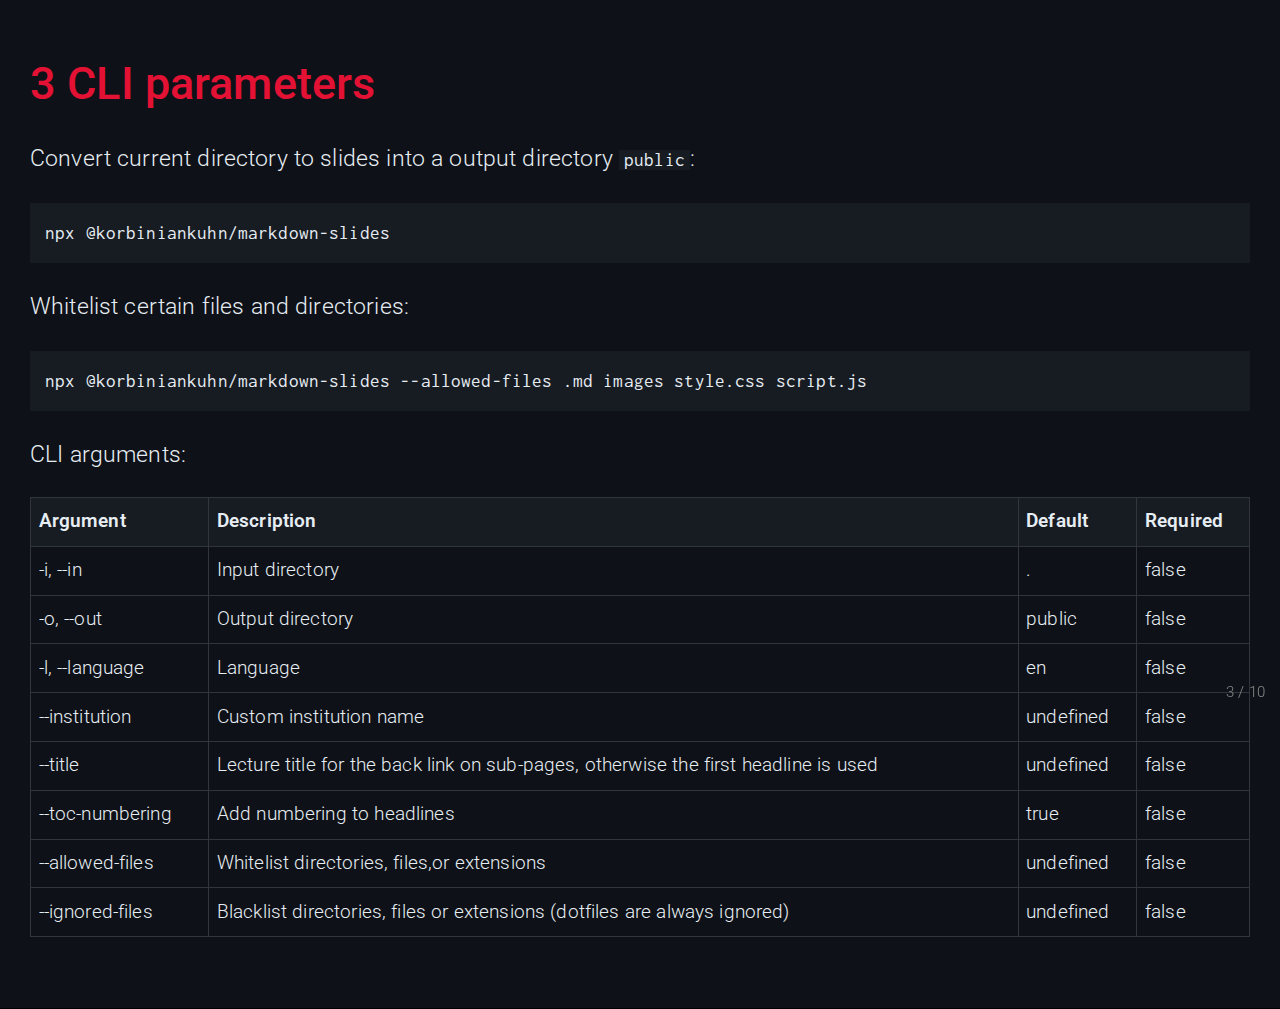 3 CLI parameters
Convert current directory to slides into a output directory public:
npx @korbiniankuhn/markdown-slides
Whitelist certain files and directories:
npx @korbiniankuhn/markdown-slides --allowed-files .md images style.css script.js
CLI arguments:
Argument Description Default Required
-i, --in Input directory . false
-o, --out Output directory public false
-l, --language Language en false
3 / 10
--institution Custom institution name undefined false
--title Lecture title for the back link on sub-pages, otherwise the first headline is used undefined false
--toc-numbering Add numbering to headlines true false
--allowed-files Whitelist directories, files,or extensions undefined false
--ignored-files Blacklist directories, files or extensions (dotfiles are always ignored) undefined false